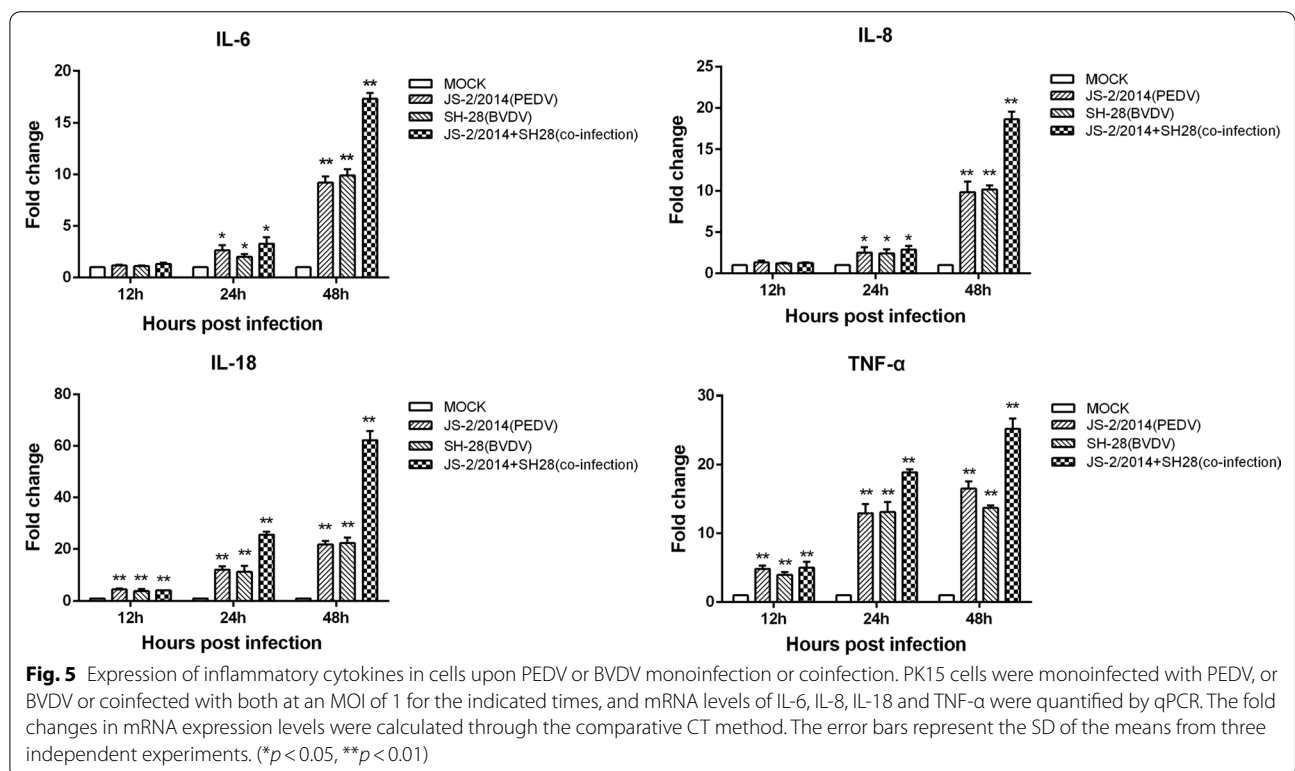 IL-6
20
15
10
5
0
Fold change
MOCK
JS-2/2014(PEDV)
SH-28(BVDV)
JS-2/2014+SH28(co-infection)
* * *
** ** **
12h 24h 48h
Hours post infection
IL-8
25
20
15
10
5
0
Fold change
MOCK
JS-2/2014(PEDV)
SH-28(BVDV)
JS-2/2014+SH28(co-infection)
* * *
** ** **
12h 24h 48h
Hours post infection
IL-18
80
60
40
20
0
Fold change
MOCK
JS-2/2014(PEDV)
SH-28(BVDV)
JS-2/2014+SH28(co-infection)
** ** **
** ** **
** ** **
12h 24h 48h
Hours post infection
TNF-α
30
20
10
0
Fold change
MOCK
JS-2/2014(PEDV)
SH-28(BVDV)
JS-2/2014+SH28(co-infection)
** ** **
** ** **
** ** **
12h 24h 48h
Hours post infection
Fig. 5 Expression of inflammatory cytokines in cells upon PEDV or BVDV monoinfection or coinfection. PK15 cells were monoinfected with PEDV, or
BVDV or coinfected with both at an MOI of 1 for the indicated times, and mRNA levels of IL-6, IL-8, IL-18 and TNF-α were quantified by qPCR. The fold
changes in mRNA expression levels were calculated through the comparative CT method. The error bars represent the SD of the means from three
independent experiments. (*p < 0.05, **p < 0.01)